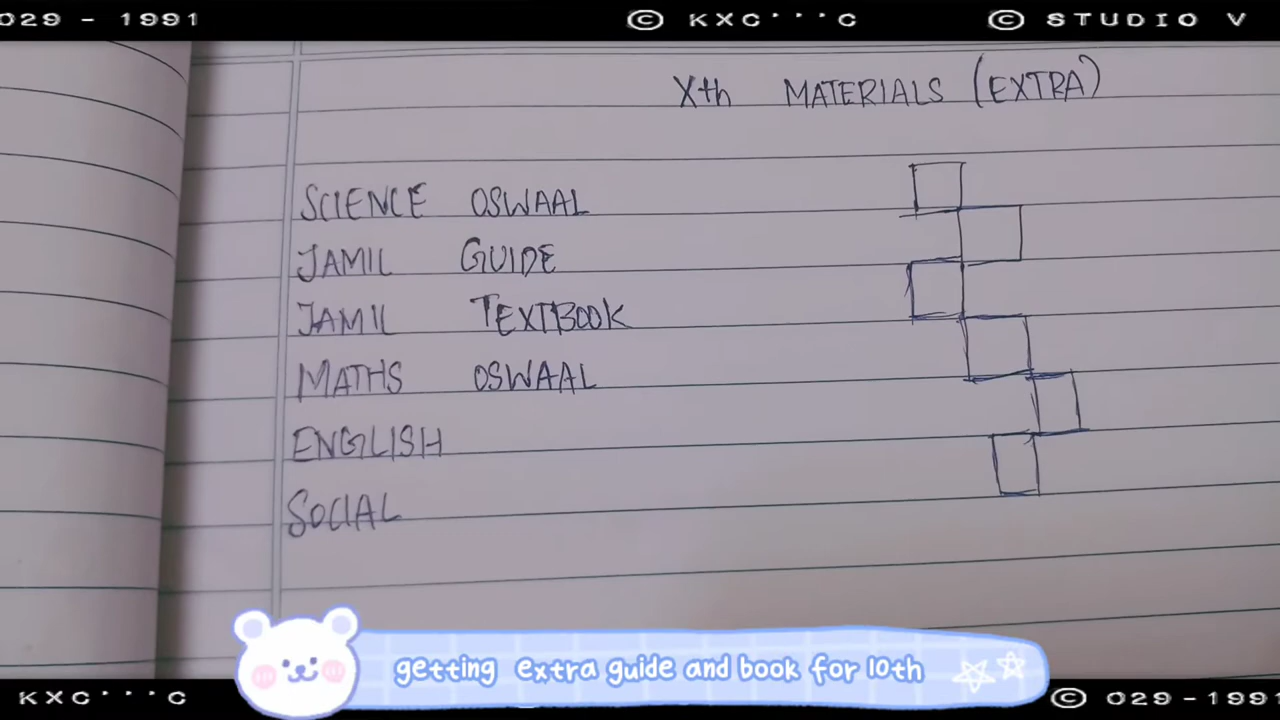 029 - 1991 © KXC···C © STUDIO V
Xth MATERIALS (EXTRA)
SCIENCE OSWAAL
JAMIL GUIDE
JAMIL TEXTBOOK
MATHS OSWAAL
ENGLISH
SOCIAL
getting extra guide and book for 10th
KXC···C © 029-1991